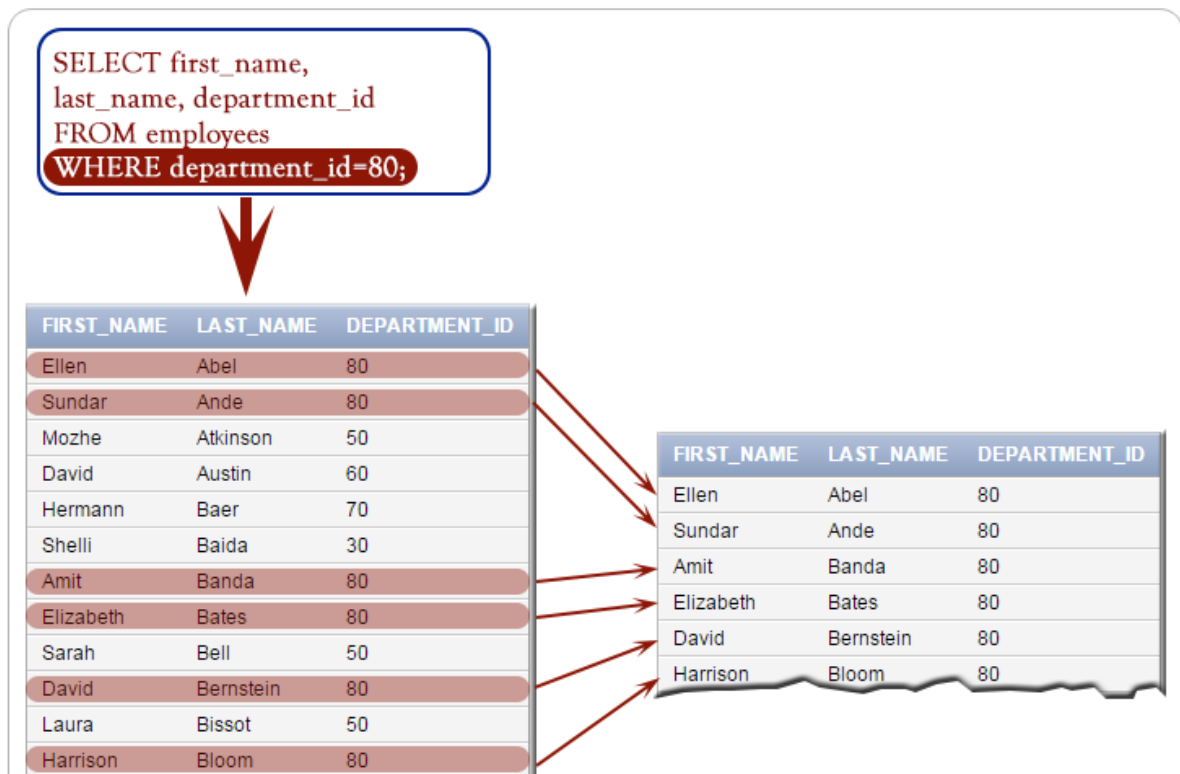 SELECT first_name,
last_name, department_id
FROM employees
WHERE department_id=80;
FIRST_NAME LAST_NAME DEPARTMENT_ID
Ellen Abel 80
Sundar Ande 80
Mozhe Atkinson 50
David Austin 60
Hermann Baer 70
Shelli Baida 30
Amit Banda 80
Elizabeth Bates 80
Sarah Bell 50
David Bernstein 80
Laura Bissot 50
Harrison Bloom 80
FIRST_NAME LAST_NAME DEPARTMENT_ID
Ellen Abel 80
Sundar Ande 80
Amit Banda 80
Elizabeth Bates 80
David Bernstein 80
Harrison Bloom 80